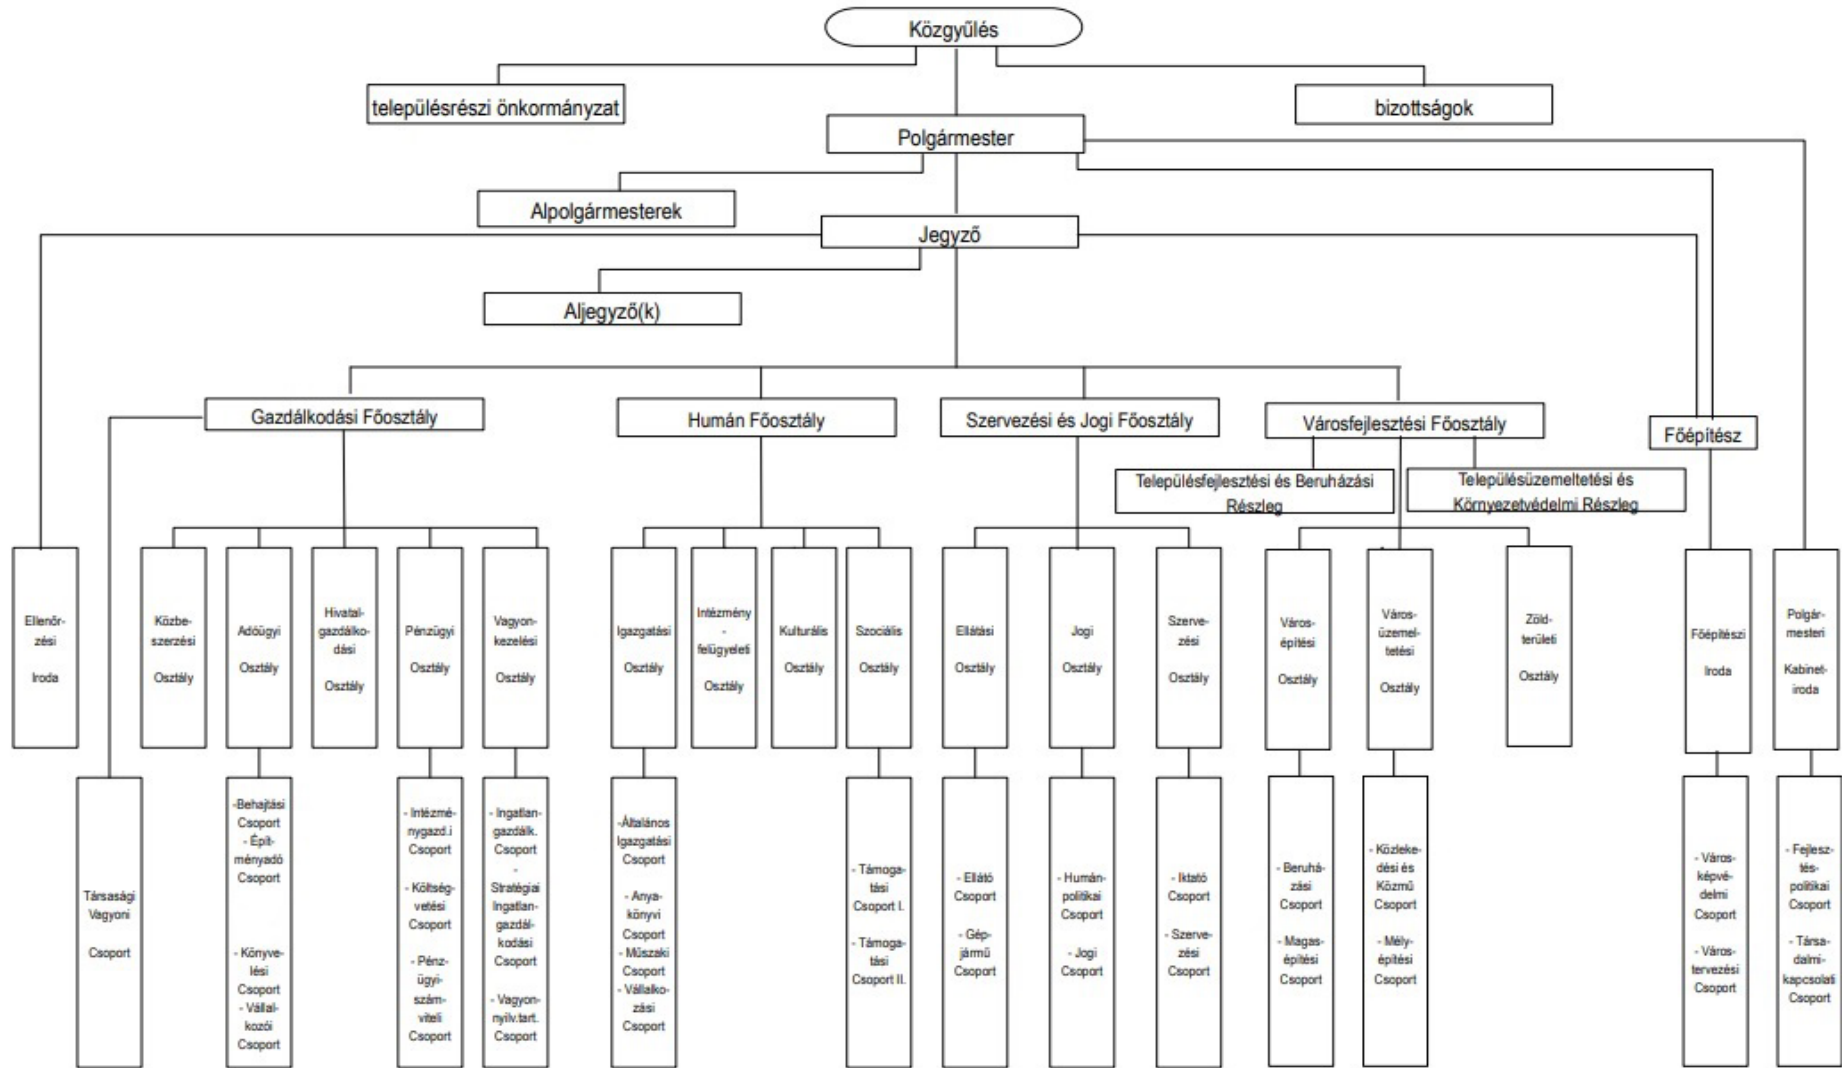 Közgyűlés
településrészi önkormányzat
bizottságok
Polgármester
Alpolgármesterek
Jegyző
Aljegyző(k)
Gazdálkodási Főosztály
Humán Főosztály
Szervezési és Jogi Főosztály
Városfejlesztési Főosztály
Főépítész
Településfejlesztési és Beruházási
Részleg
Településüzemeltetési és
Környezetvédelmi Részleg
Ellenőr-
zési
Iroda
Közbe-
szerzési
Osztály
Adóügyi
Osztály
Hivatal-
gazdálko-
dási
Osztály
Pénzügyi
Osztály
Vagyon-
kezelési
Osztály
Igazgatási
Osztály
Intézmény
-
felügyeleti
Osztály
Kulturális
Osztály
Szociális
Osztály
Ellátási
Osztály
Jogi
Osztály
Szerve-
zési
Osztály
Város-
építési
Osztály
Város-
üzemel-
tetési
Osztály
Zöld-
területi
Osztály
Főépítészi
Iroda
Polgár-
mesteri
Kabinet-
iroda
Társasági
Vagyoni
Csoport
-Behajtási
Csoport
- Épít-
ményadó
Csoport
- Könyve-
lési
Csoport
- Vállal-
kozói
Csoport
- Intézmé-
nygazd.i
Csoport
- Költség-
vetési
Csoport
- Pénz-
ügyi-
szám-
viteli
Csoport
- Ingatlan-
gazdálk.
Csoport
-
Stratégiai
Ingatlan-
gazdál-
kodási
Csoport
- Vagyon-
nyilv.tart.
Csoport
-Általános
Igazgatási
Csoport
- Anya-
könyvi
Csoport
- Műszaki
Csoport
- Vállalko-
zási
Csoport
- Támoga-
tási
Csoport I.
- Támoga-
tási
Csoport II.
- Ellátó
Csoport
- Gép-
jármű
Csoport
- Humán-
politikai
Csoport
- Jogi
Csoport
- Iktató
Csoport
- Szerve-
zési
Csoport
- Beruhá-
zási
Csoport
- Magas-
építési
Csoport
- Közleke-
dési és
Közmű
Csoport
- Mély-
építési
Csoport
- Város-
képvé-
delmi
Csoport
- Város-
tervezési
Csoport
- Fejlesz-
tés-
politikai
Csoport
- Társa-
dalmi-
kapcsolati
Csoport